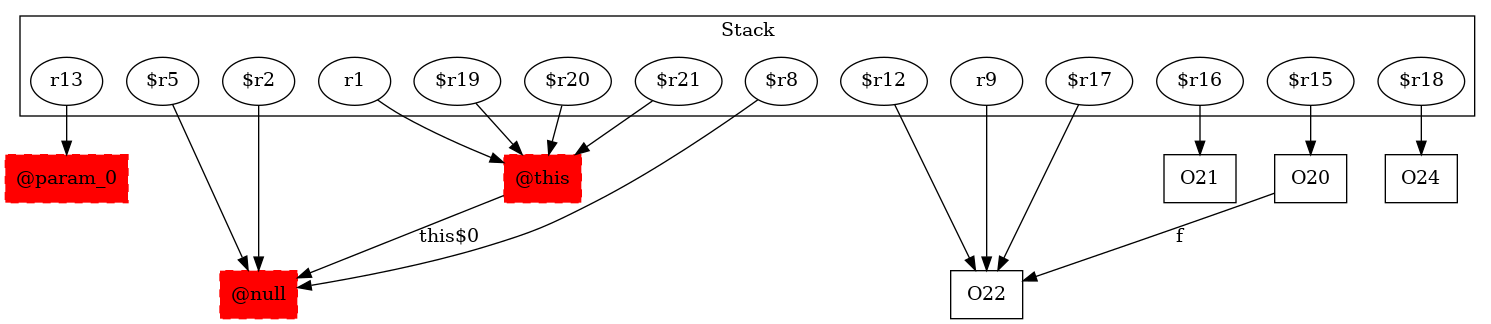 Stack
r13 $r5 $r2 r1 $r19 $r20 $r21 $r8 $r12 r9 $r17 $r16 $r15 $r18
@param_0 @this O21 O20 O24
this$0 f
@null O22